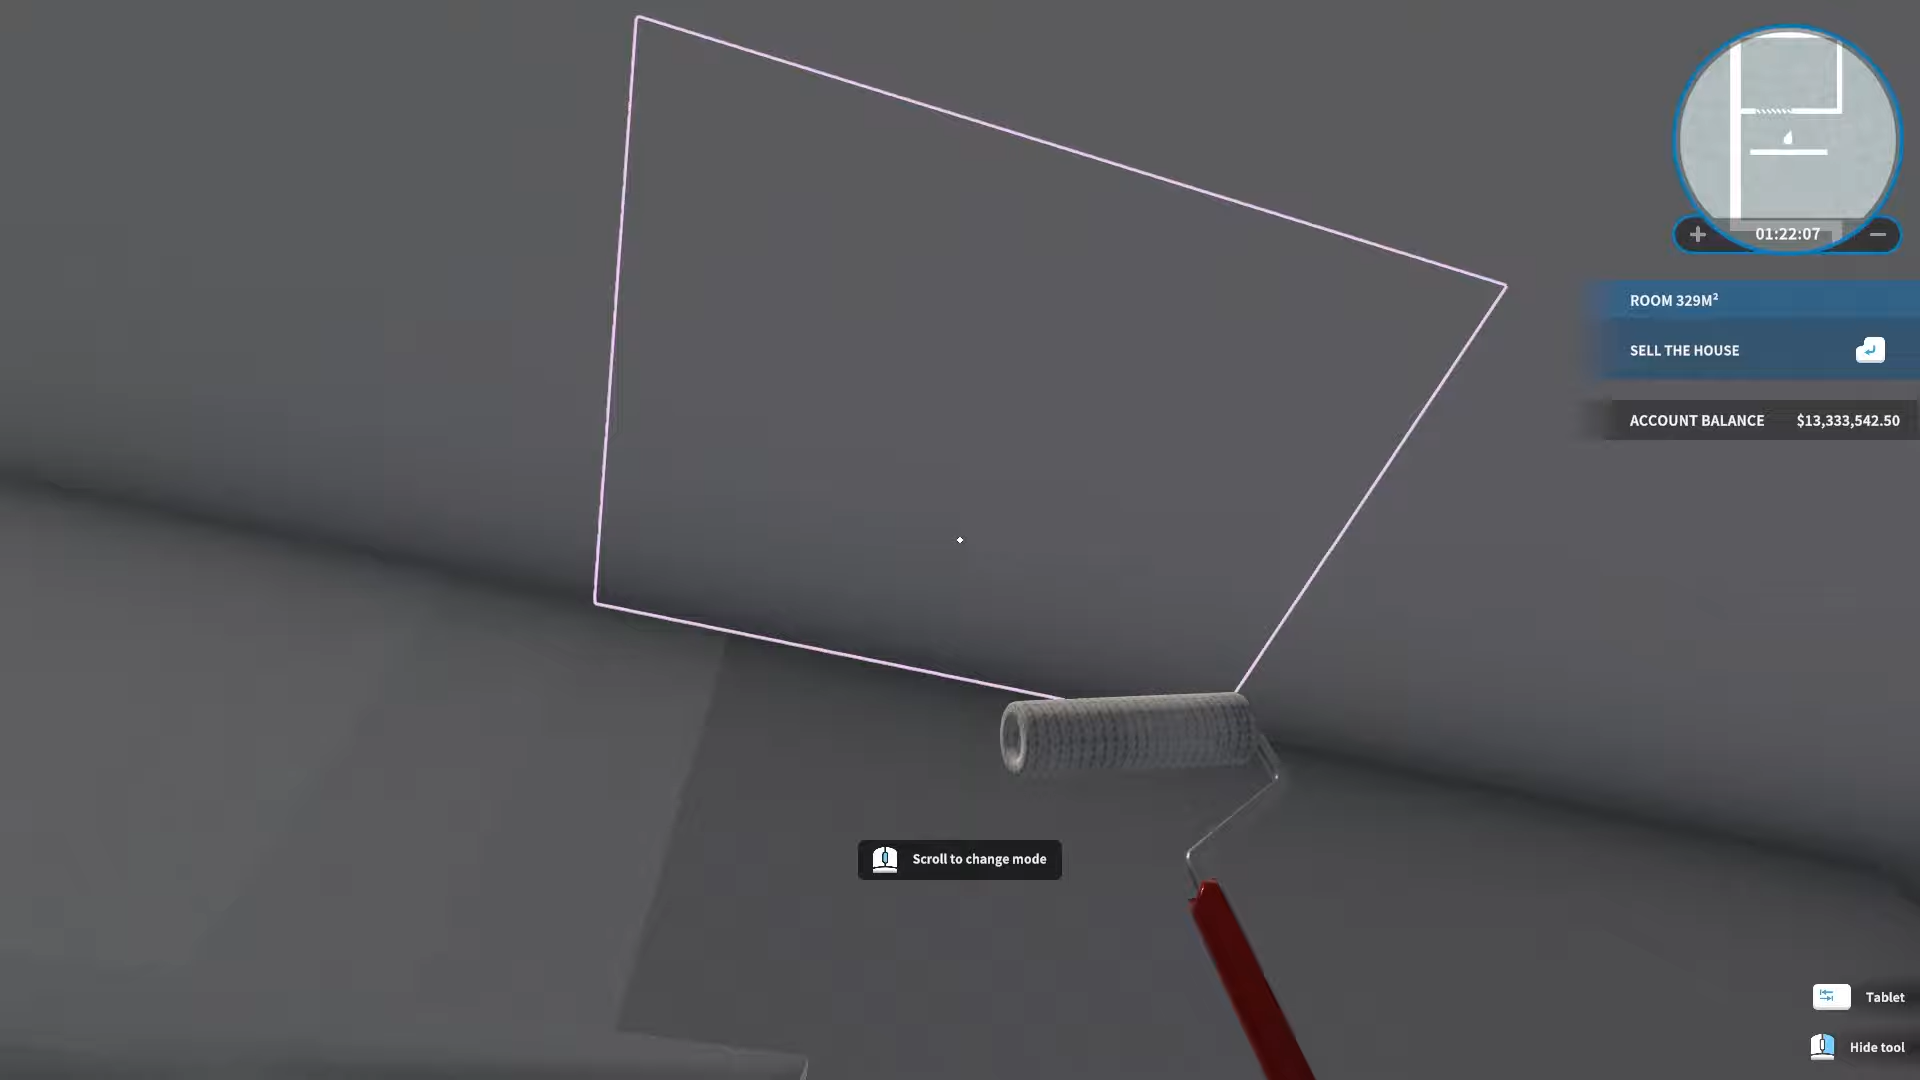 01:22:07
ROOM 329M²
SELL THE HOUSE
ACCOUNT BALANCE $13,333,542.50
Scroll to change mode
Tablet
Hide tool